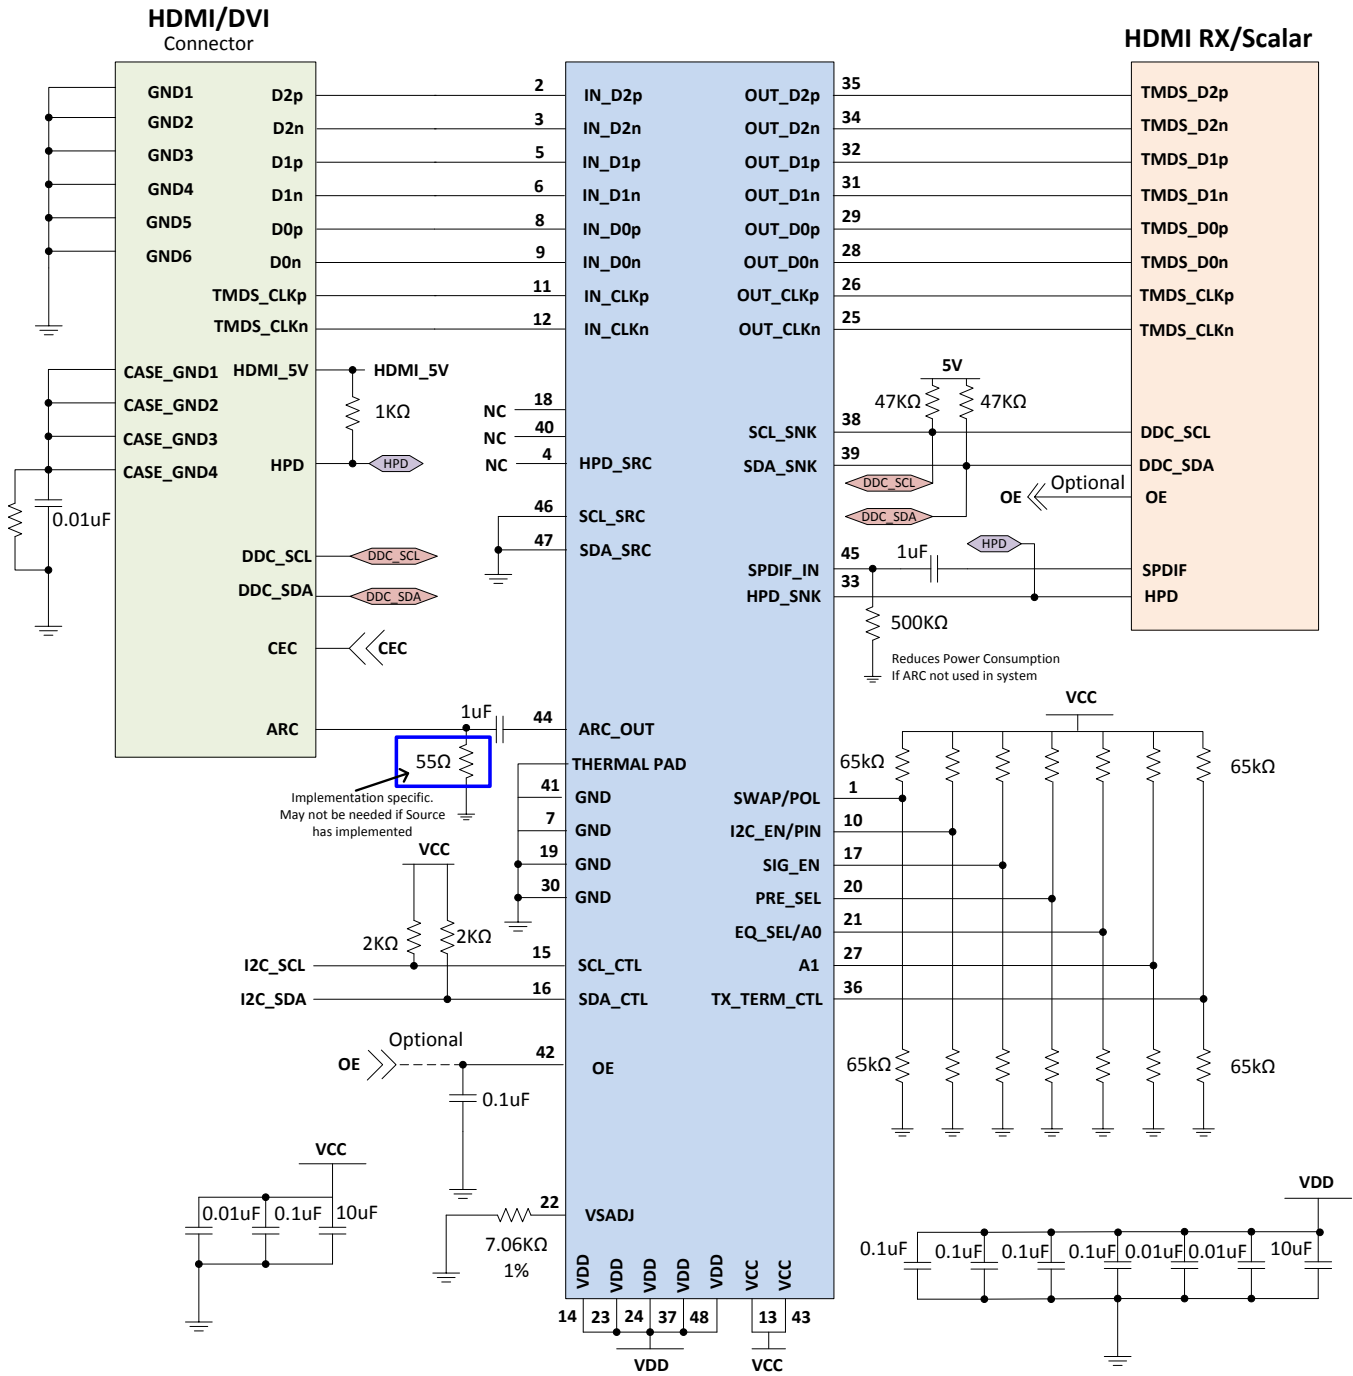 HDMI/DVI
Connector
HDMI RX/Scalar
GND1
GND2
GND3
GND4
GND5
GND6
CASE_GND1
CASE_GND2
CASE_GND3
CASE_GND4
0.01uF
D2p
D2n
D1p
D1n
D0p
D0n
TMDS_CLKp
TMDS_CLKn
HDMI_5V
HPD
DDC_SCL
DDC_SDA
CEC
ARC
HDMI_5V
1KΩ
HPD
DDC_SCL
DDC_SDA
CEC
1uF
55Ω
Implementation specific.
May not be needed if Source
has implemented
VCC
2KΩ
2KΩ
I2C_SCL
I2C_SDA
Optional
OE
0.1uF
VCC
0.01uF
0.1uF
10uF
7.06KΩ
1%
2
IN_D2p
3
IN_D2n
5
IN_D1p
6
IN_D1n
8
IN_D0p
9
IN_D0n
11
IN_CLKp
12
IN_CLKn
NC
18
NC
40
NC
4
HPD_SRC
46
SCL_SRC
47
SDA_SRC
44
ARC_OUT
THERMAL PAD
41
GND
7
GND
19
GND
30
GND
15
SCL_CTL
16
SDA_CTL
42
OE
22
VSADJ
VDD
VDD
VDD
VDD
VDD
VCC
VCC
14
23
24
37
48
13
43
VDD
VCC
OUT_D2p
35
OUT_D2n
34
OUT_D1p
32
OUT_D1n
31
OUT_D0p
29
OUT_D0n
28
OUT_CLKp
26
OUT_CLKn
25
SCL_SNK
38
SDA_SNK
39
SPDIF_IN
45
HPD_SNK
33
SWAP/POL
1
I2C_EN/PIN
10
SIG_EN
17
PRE_SEL
20
EQ_SEL/A0
21
A1
27
TX_TERM_CTL
36
5V
47KΩ
47KΩ
DDC_SCL
DDC_SDA
OE
Optional
HPD
1uF
500KΩ
Reduces Power Consumption
If ARC not used in system
TMDS_D2p
TMDS_D2n
TMDS_D1p
TMDS_D1n
TMDS_D0p
TMDS_D0n
TMDS_CLKp
TMDS_CLKn
DDC_SCL
DDC_SDA
OE
SPDIF
HPD
VCC
65kΩ
65kΩ
65kΩ
65kΩ
VDD
0.1uF
0.1uF
0.1uF
0.1uF
0.01uF
0.01uF
10uF